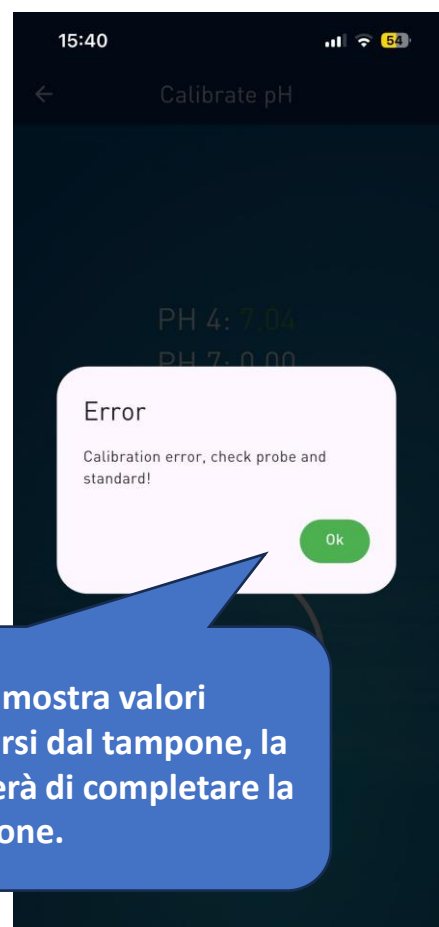 15:40
54
Calibrate pH
PH 4: 7.04
PH 7: 0.00
Error
Calibration error, check probe and
standard!
Ok
mostra valori
rsi dal tampone, la
erà di completare la
one.